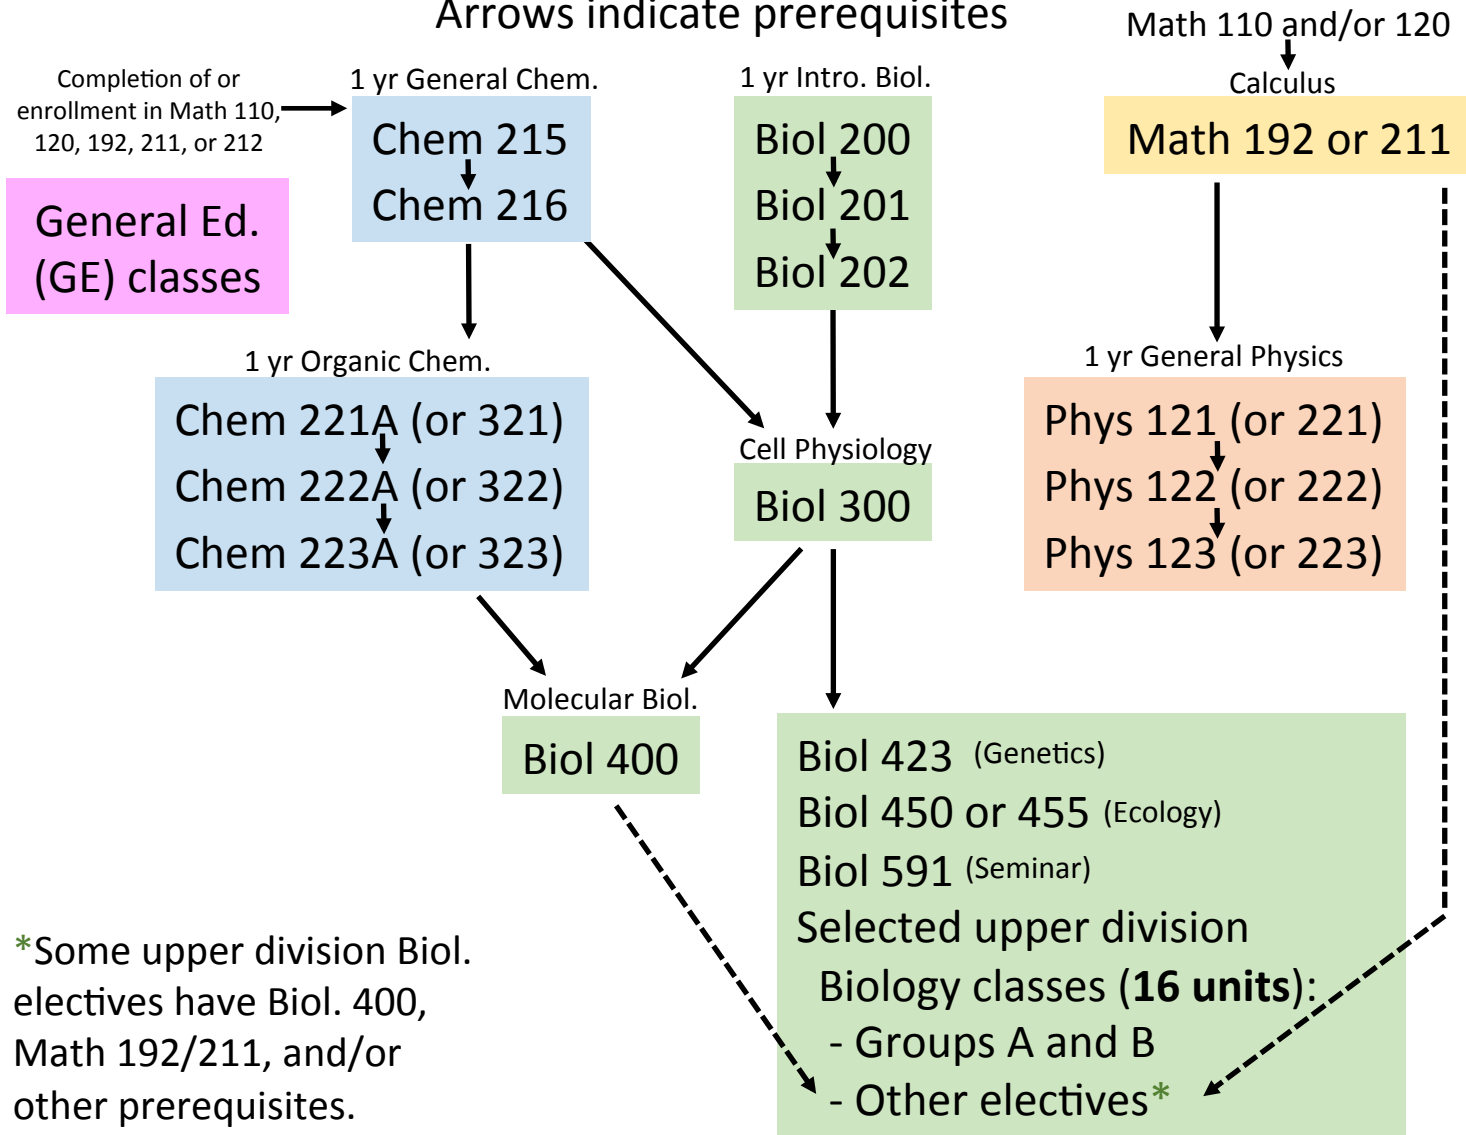 Arrows indicate prerequisites
Math 110 and/or 120
Completion of or
enrollment in Math 110,
120, 192, 211, or 212
1 yr General Chem.
Chem 215
Chem 216
1 yr Intro. Biol.
Biol 200
Biol 201
Biol 202
Calculus
Math 192 or 211
General Ed.
(GE) classes
1 yr Organic Chem.
Chem 221A (or 321)
Chem 222A (or 322)
Chem 223A (or 323)
Cell Physiology
Biol 300
1 yr General Physics
Phys 121 (or 221)
Phys 122 (or 222)
Phys 123 (or 223)
Molecular Biol.
Biol 400
Biol 423 (Genetics)
Biol 450 or 455 (Ecology)
Biol 591 (Seminar)
Selected upper division
Biology classes (16 units):
- Groups A and B
- Other electives*
*Some upper division Biol.
electives have Biol. 400,
Math 192/211, and/or
other prerequisites.